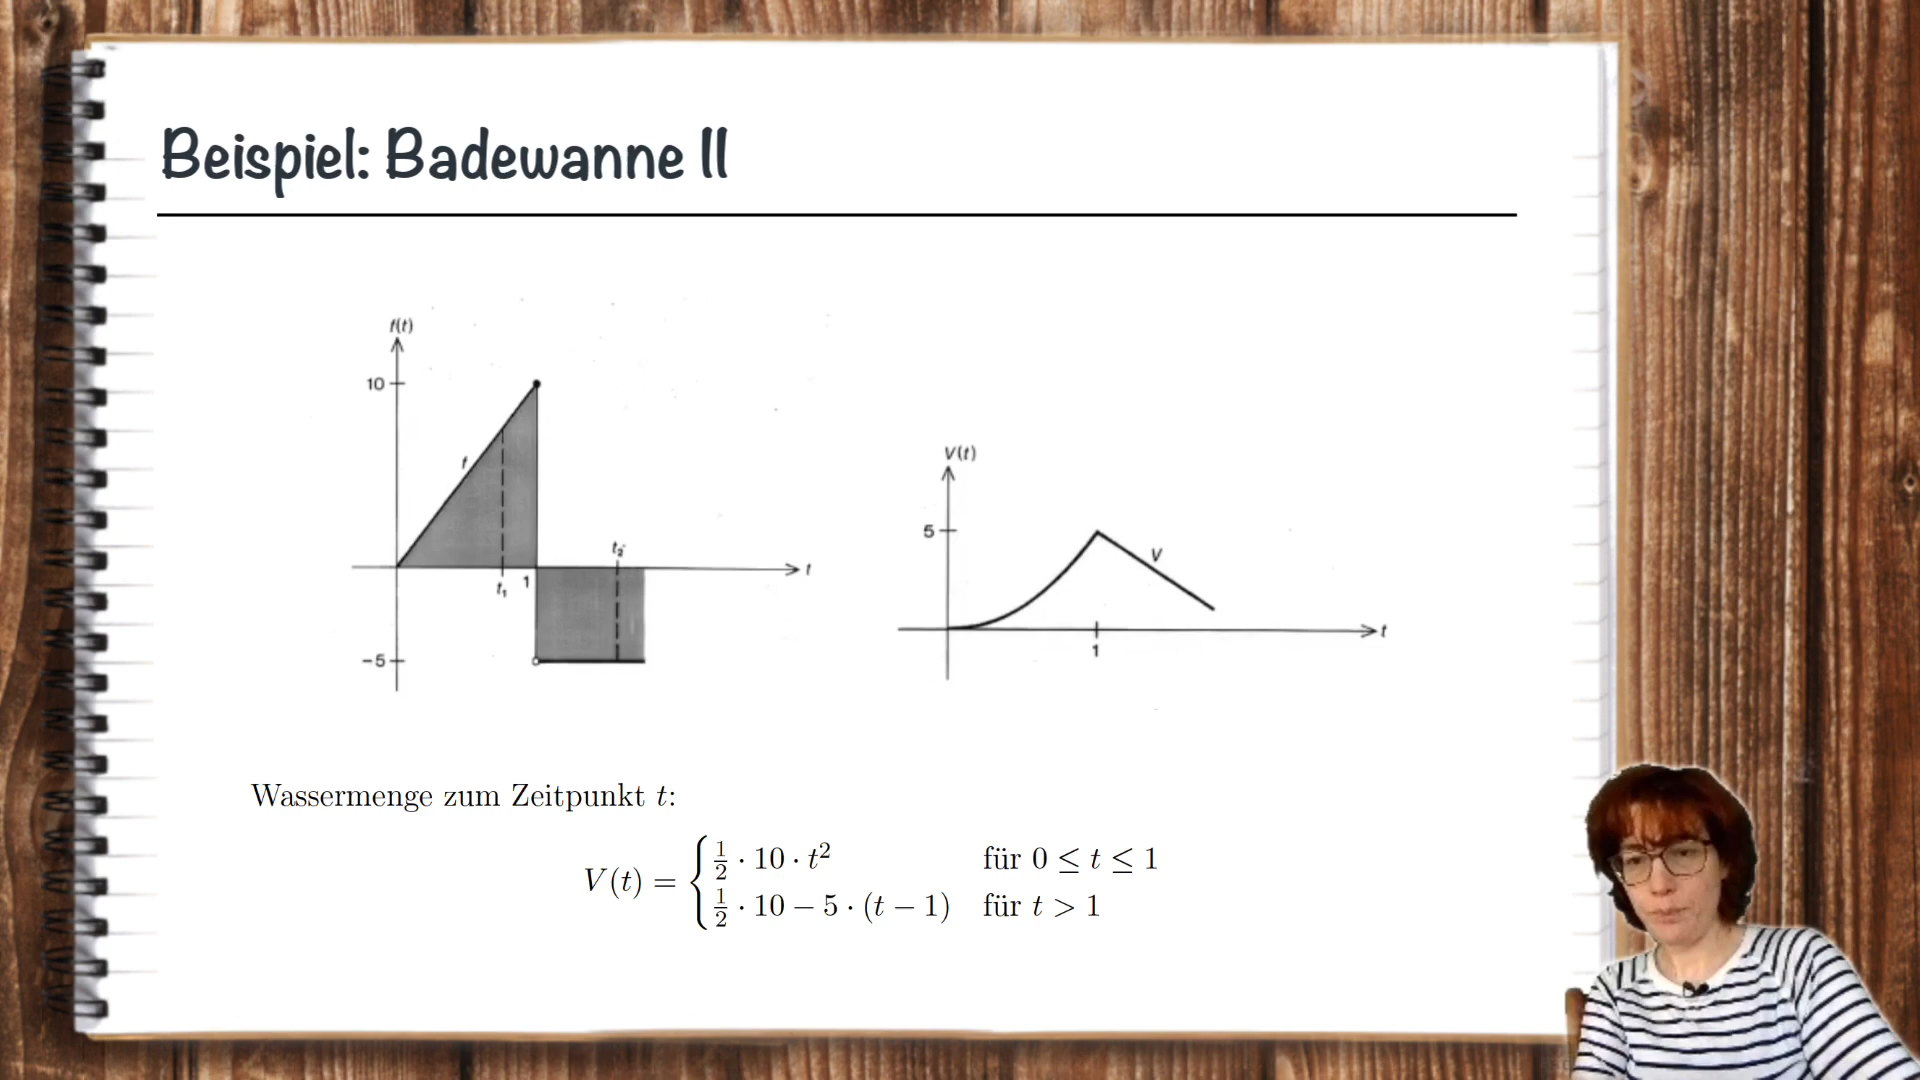 Beispiel: Badewanne II
f(t)
10
f
t₂
t₁
1
t
−5
V(t)
5
V
t
1
Wassermenge zum Zeitpunkt t:
V(t) = { ½ · 10 · t² für 0 ≤ t ≤ 1
½ · 10 − 5 · (t − 1) für t > 1